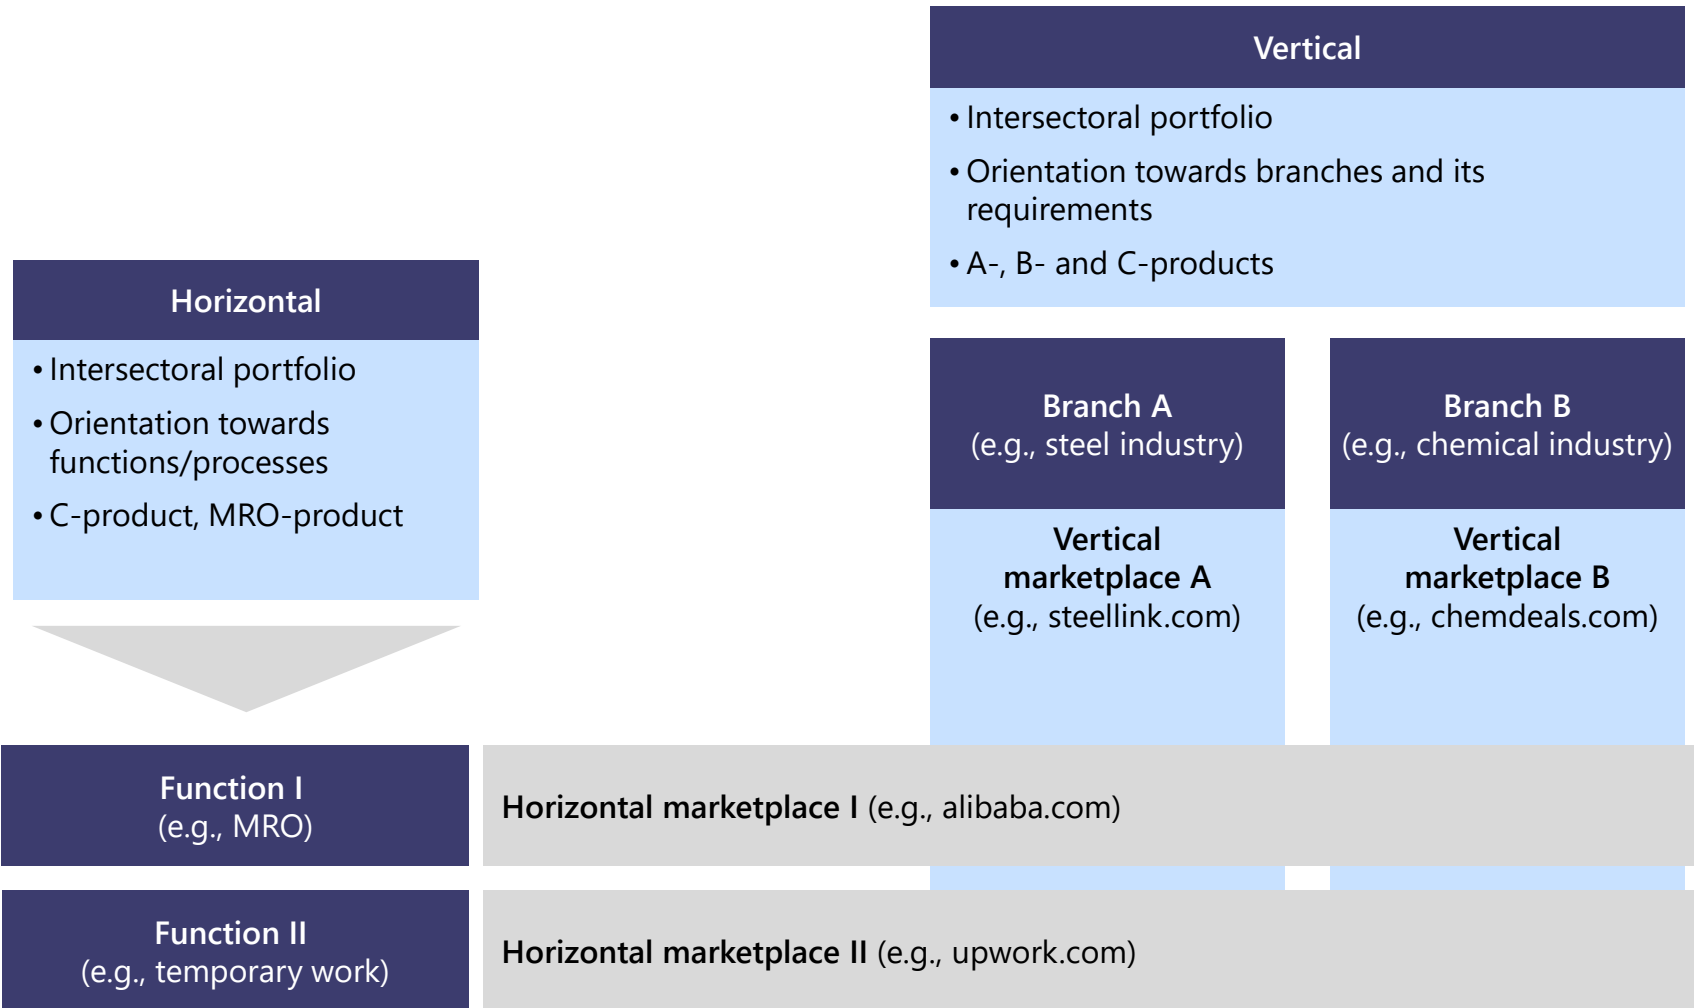 Vertical
• Intersectoral portfolio
• Orientation towards branches and its
requirements
• A-, B- and C-products
Horizontal
• Intersectoral portfolio
• Orientation towards
functions/processes
• C-product, MRO-product
Branch A
(e.g., steel industry)
Branch B
(e.g., chemical industry)
Vertical
marketplace A
(e.g., steellink.com)
Vertical
marketplace B
(e.g., chemdeals.com)
Function I
(e.g., MRO)
Horizontal marketplace I (e.g., alibaba.com)
Function II
(e.g., temporary work)
Horizontal marketplace II (e.g., upwork.com)